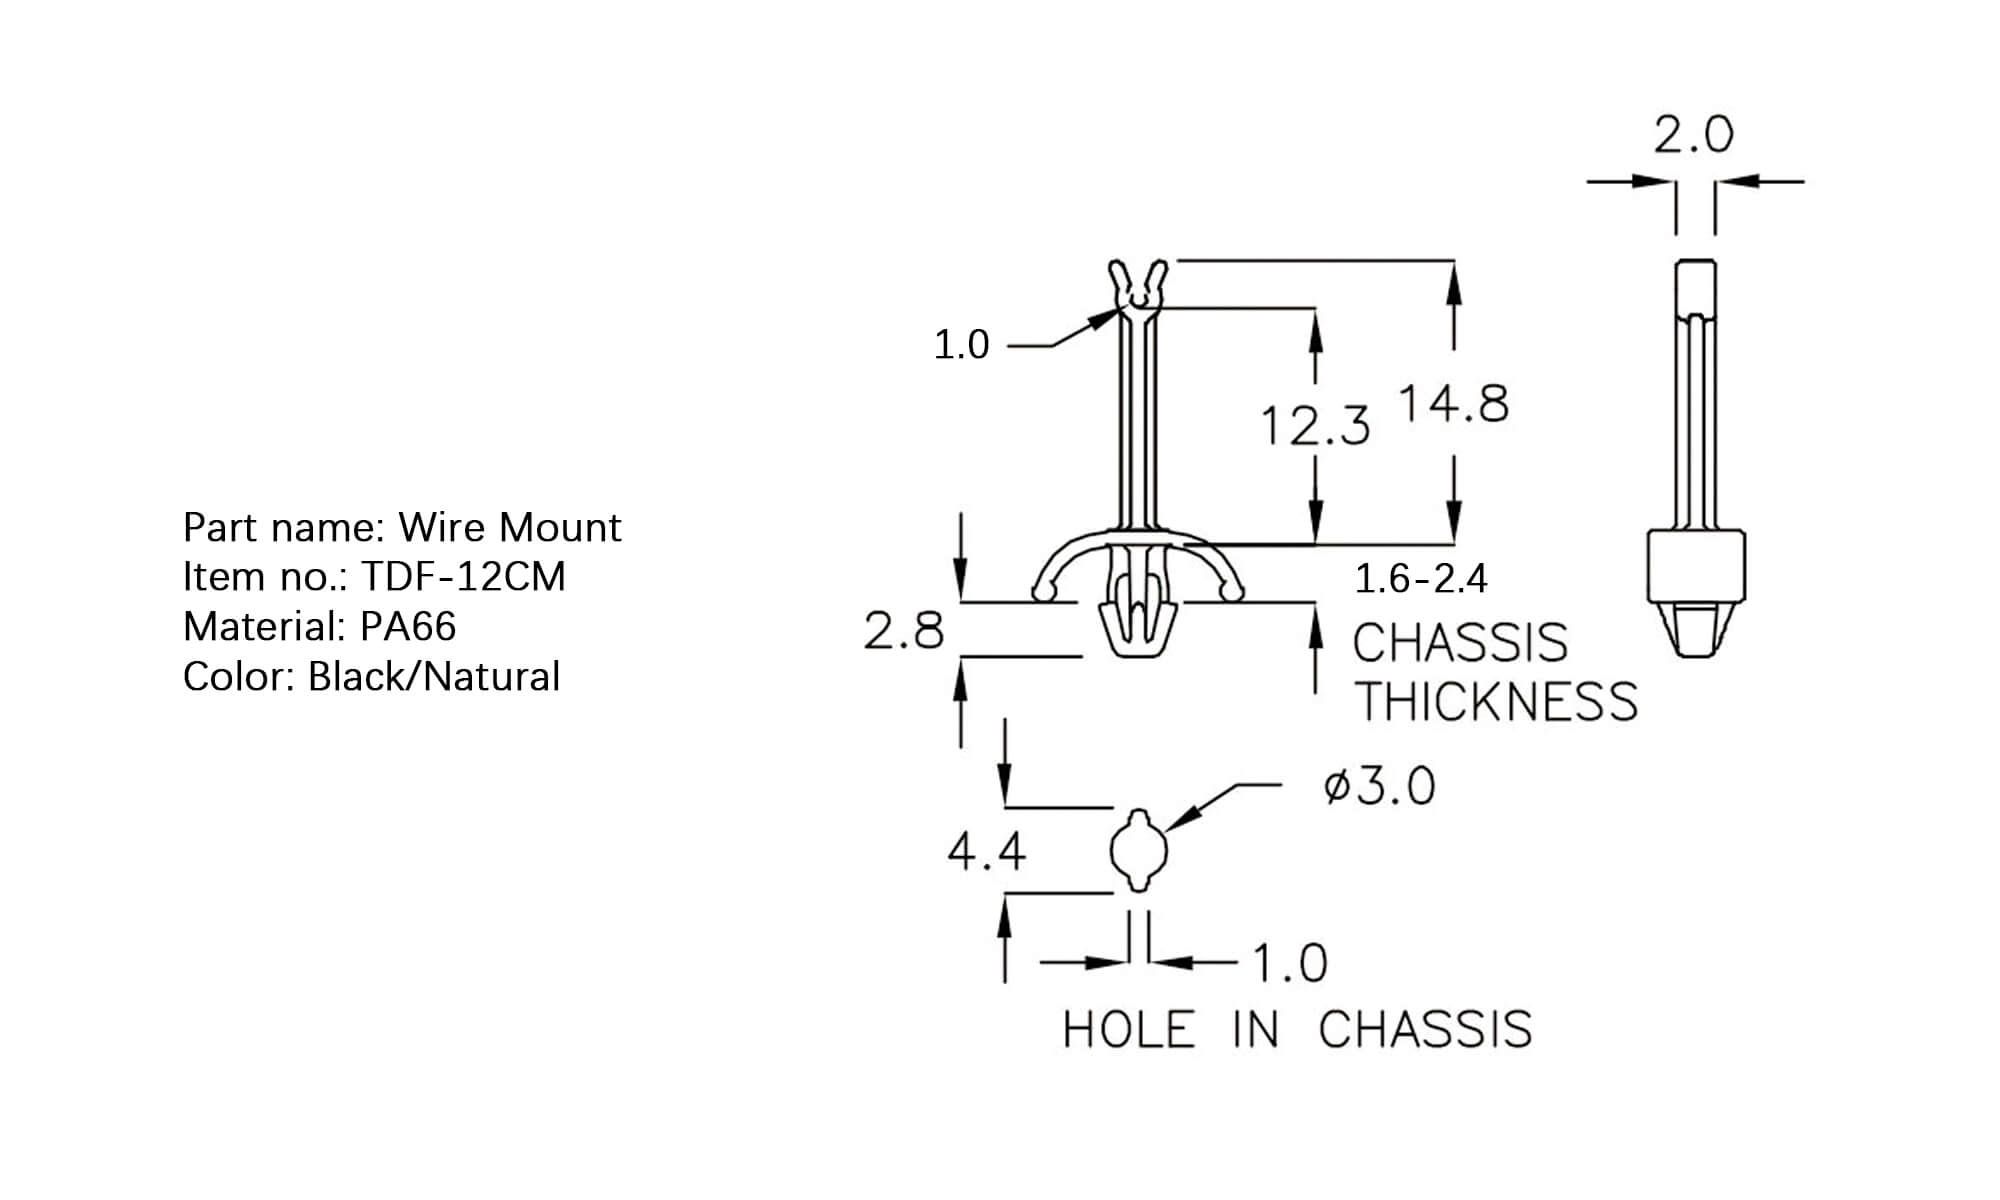 Part name: Wire Mount
Item no.: TDF-12CM
Material: PA66
Color: Black/Natural
2.0
1.0
12.3
14.8
2.8
1.6-2.4
CHASSIS
THICKNESS
ø3.0
4.4
1.0
HOLE IN CHASSIS